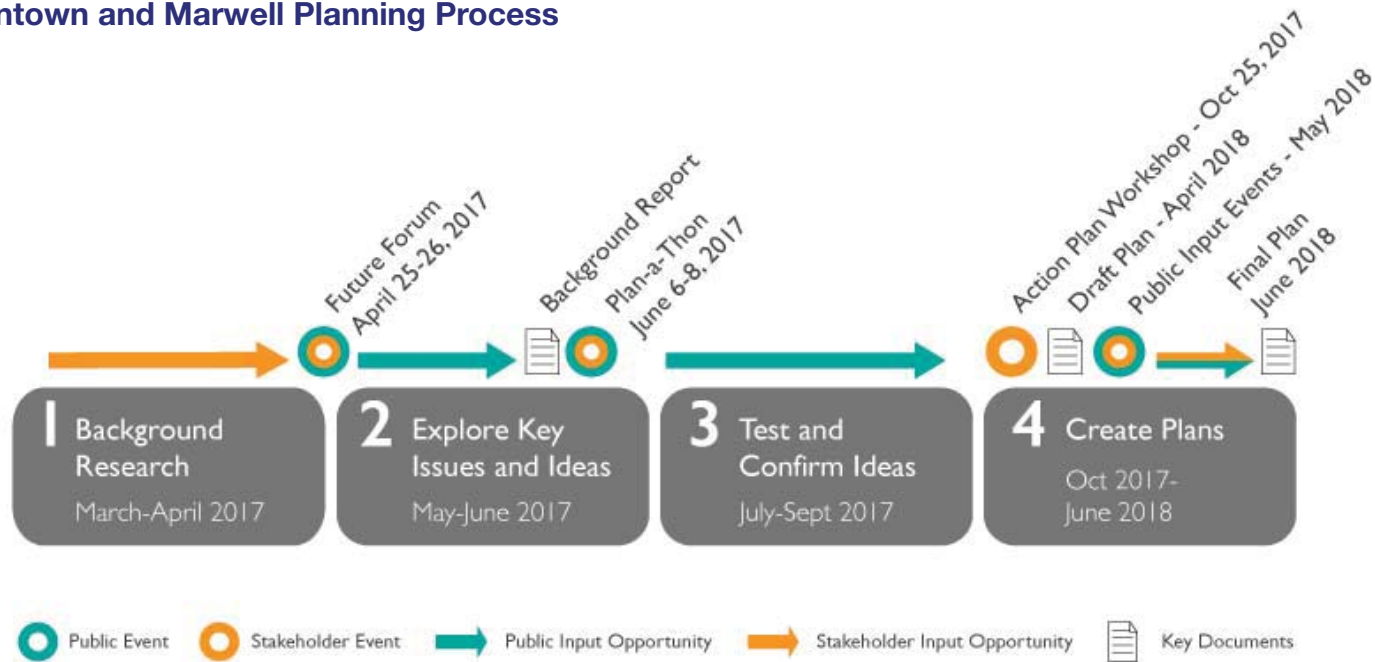 ntown and Marwell Planning Process
Future Forum
April 25-26, 2017
Background Report
Plan-a-Thon
June 6-8, 2017
Action Plan Workshop - Oct 25, 2017
Draft Plan - April 2018
Public Input Events - May 2018
Final Plan
June 2018
1 Background
Research
March-April 2017
2 Explore Key
Issues and Ideas
May-June 2017
3 Test and
Confirm Ideas
July-Sept 2017
4 Create Plans
Oct 2017-
June 2018
Public Event
Stakeholder Event
Public Input Opportunity
Stakeholder Input Opportunity
Key Documents